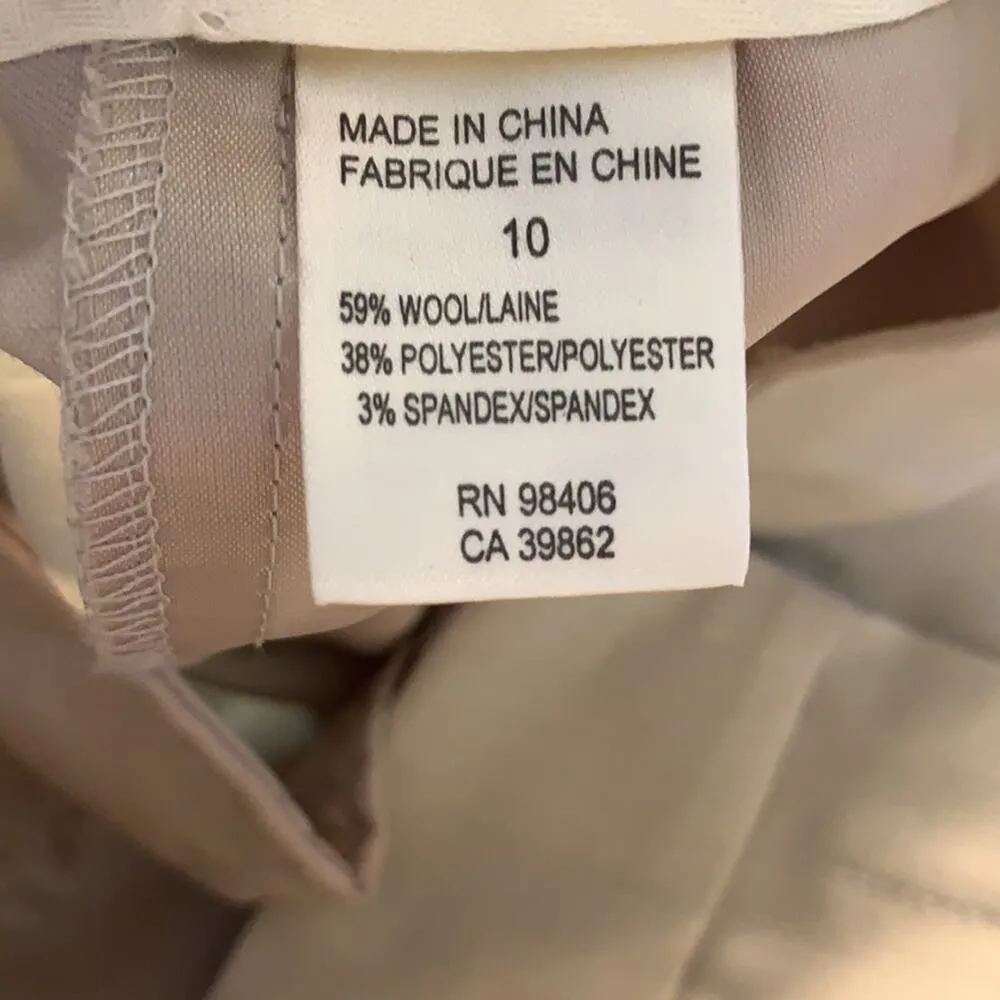 MADE IN CHINA
FABRIQUE EN CHINE
10
59% WOOL/LAINE
38% POLYESTER/POLYESTER
3% SPANDEX/SPANDEX
RN 98406
CA 39862